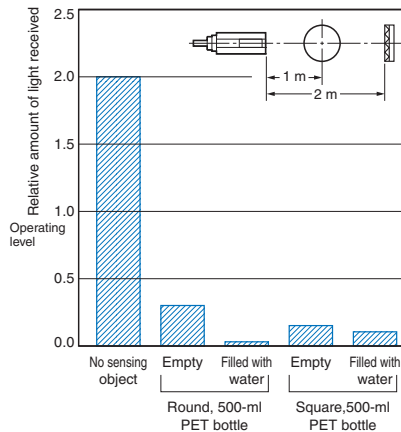 Relative amount of light received
2.5
2.0
1.5
1.0
Operating
level
0.5
0.0
1 m
2 m
No sensing
object
Empty
Filled with
water
Empty
Filled with
water
Round, 500-ml
PET bottle
Square,500-ml
PET bottle